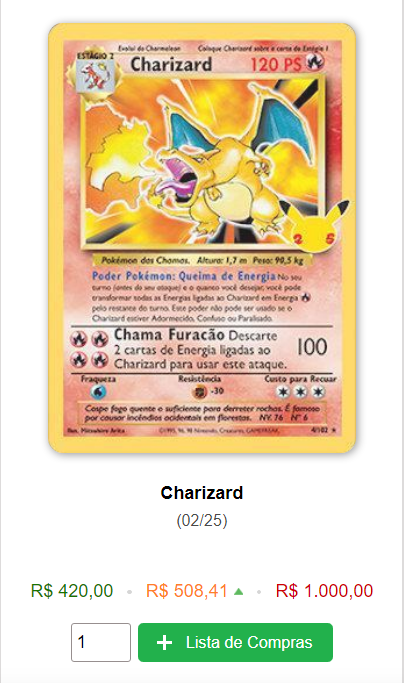 ESTÁGIO 2
Evolui do Charmeleon
Coloque Charizard sobre a carta de Estágio 1
Charizard 120 PS
2 5
Pokémon das Chamas. Altura: 1,7 m Peso: 90,5 kg
Poder Pokémon: Queima de Energia No seu
turno (antes do seu ataque) e o quanto você desejar, você pode
transformar todas as Energias ligadas ao Charizard em Energia
pelo restante do turno. Este poder não pode ser usado se o
Charizard estiver Adormecido, Confuso ou Paralisado.
Chama Furacão Descarte
2 cartas de Energia ligadas ao
Charizard para usar este ataque.
100
Fraqueza Resistência Custo para Recuar
-30
Cospe fogo quente o suficiente para derreter rochas. É famoso
por causar incêndios acidentais em florestas. NV. 76 Nº 6
Ilus. Mitsuhiro Arita ©1995, 96, 98 Nintendo, Creatures, GAMEFREAK. 4/102
Charizard
(02/25)
R$ 420,00 R$ 508,41 R$ 1.000,00
1
+ Lista de Compras